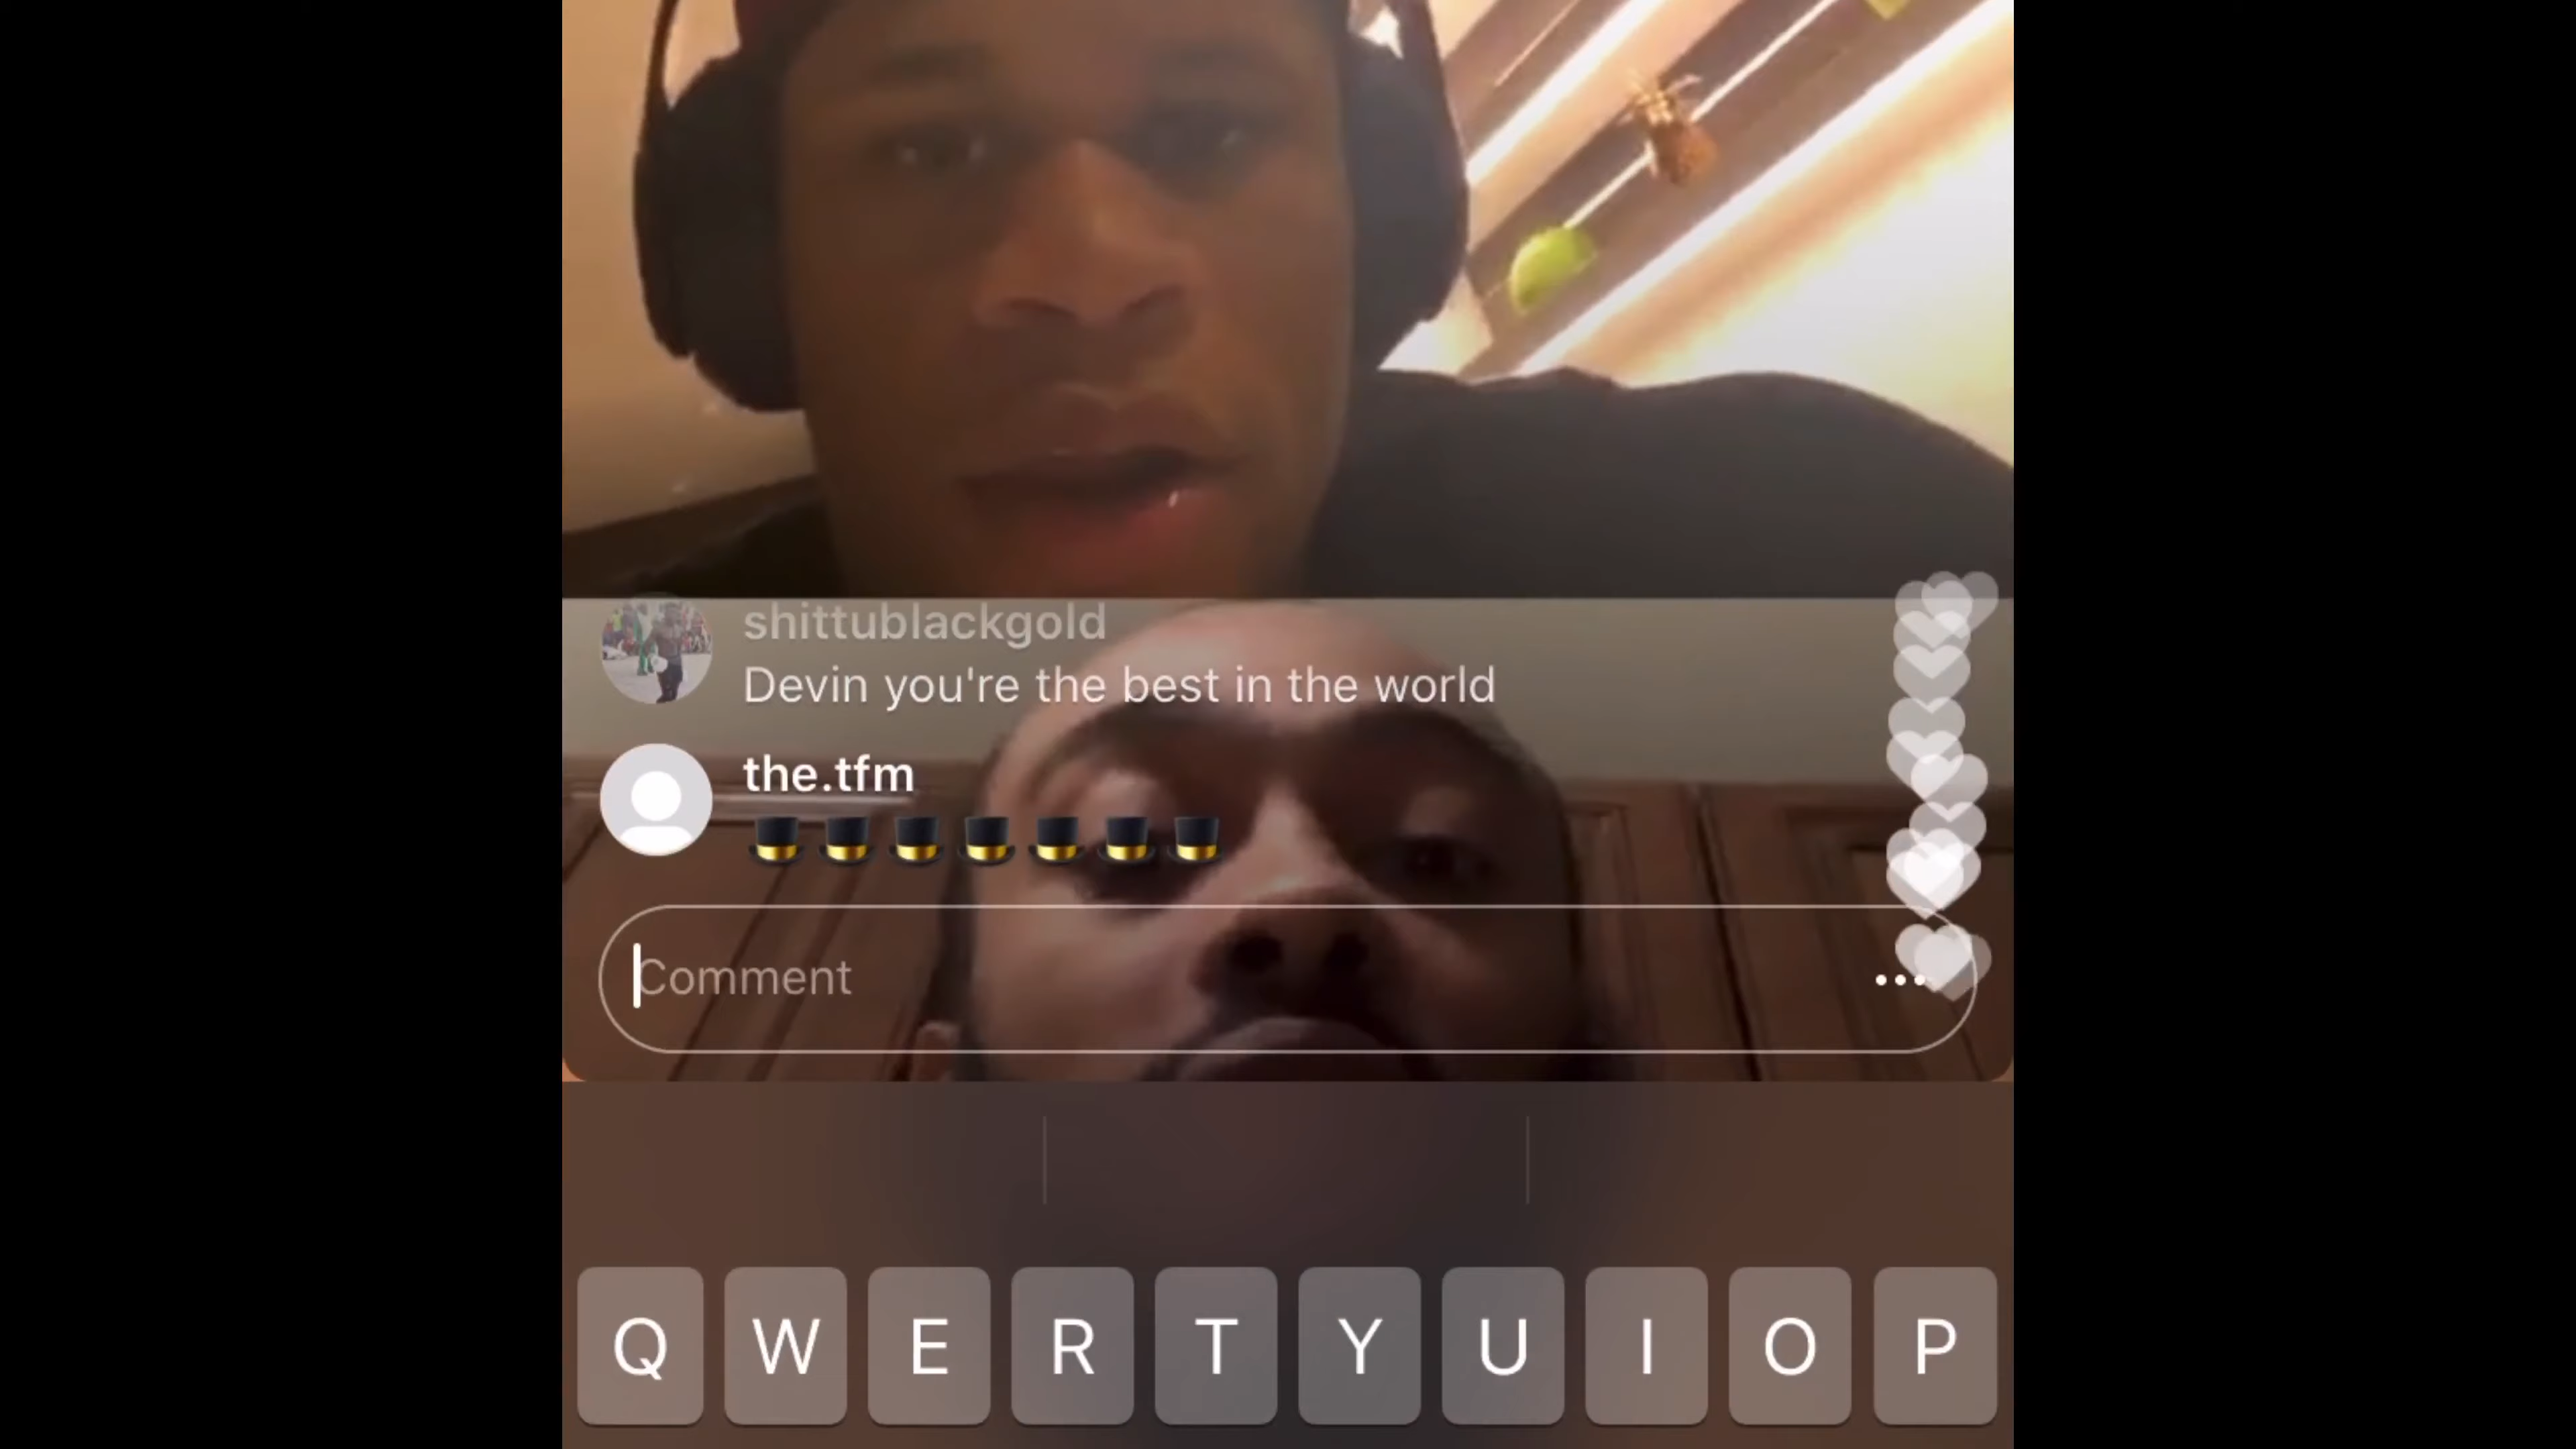 shittublackgold
Devin you're the best in the world
the.tfm
🎩🎩🎩🎩🎩🎩🎩
Comment
Q W E R T Y U I O P